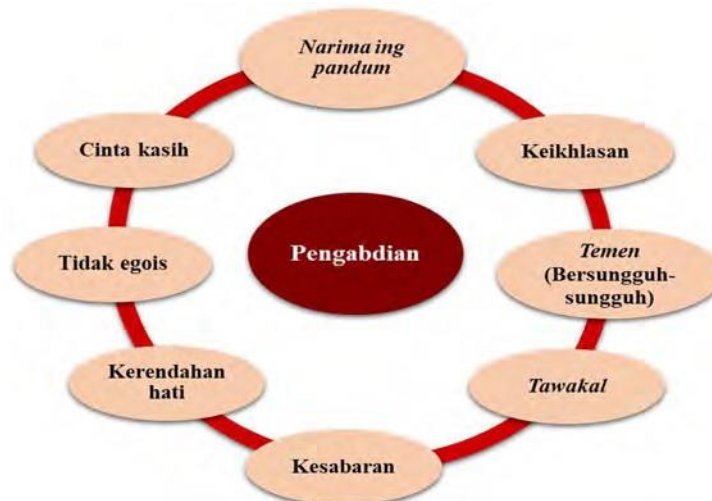 Narima ing
pandum
Cinta kasih
Keikhlasan
Tidak egois
Pengabdian
Temen
(Bersungguh-
sungguh)
Kerendahan
hati
Tawakal
Kesabaran